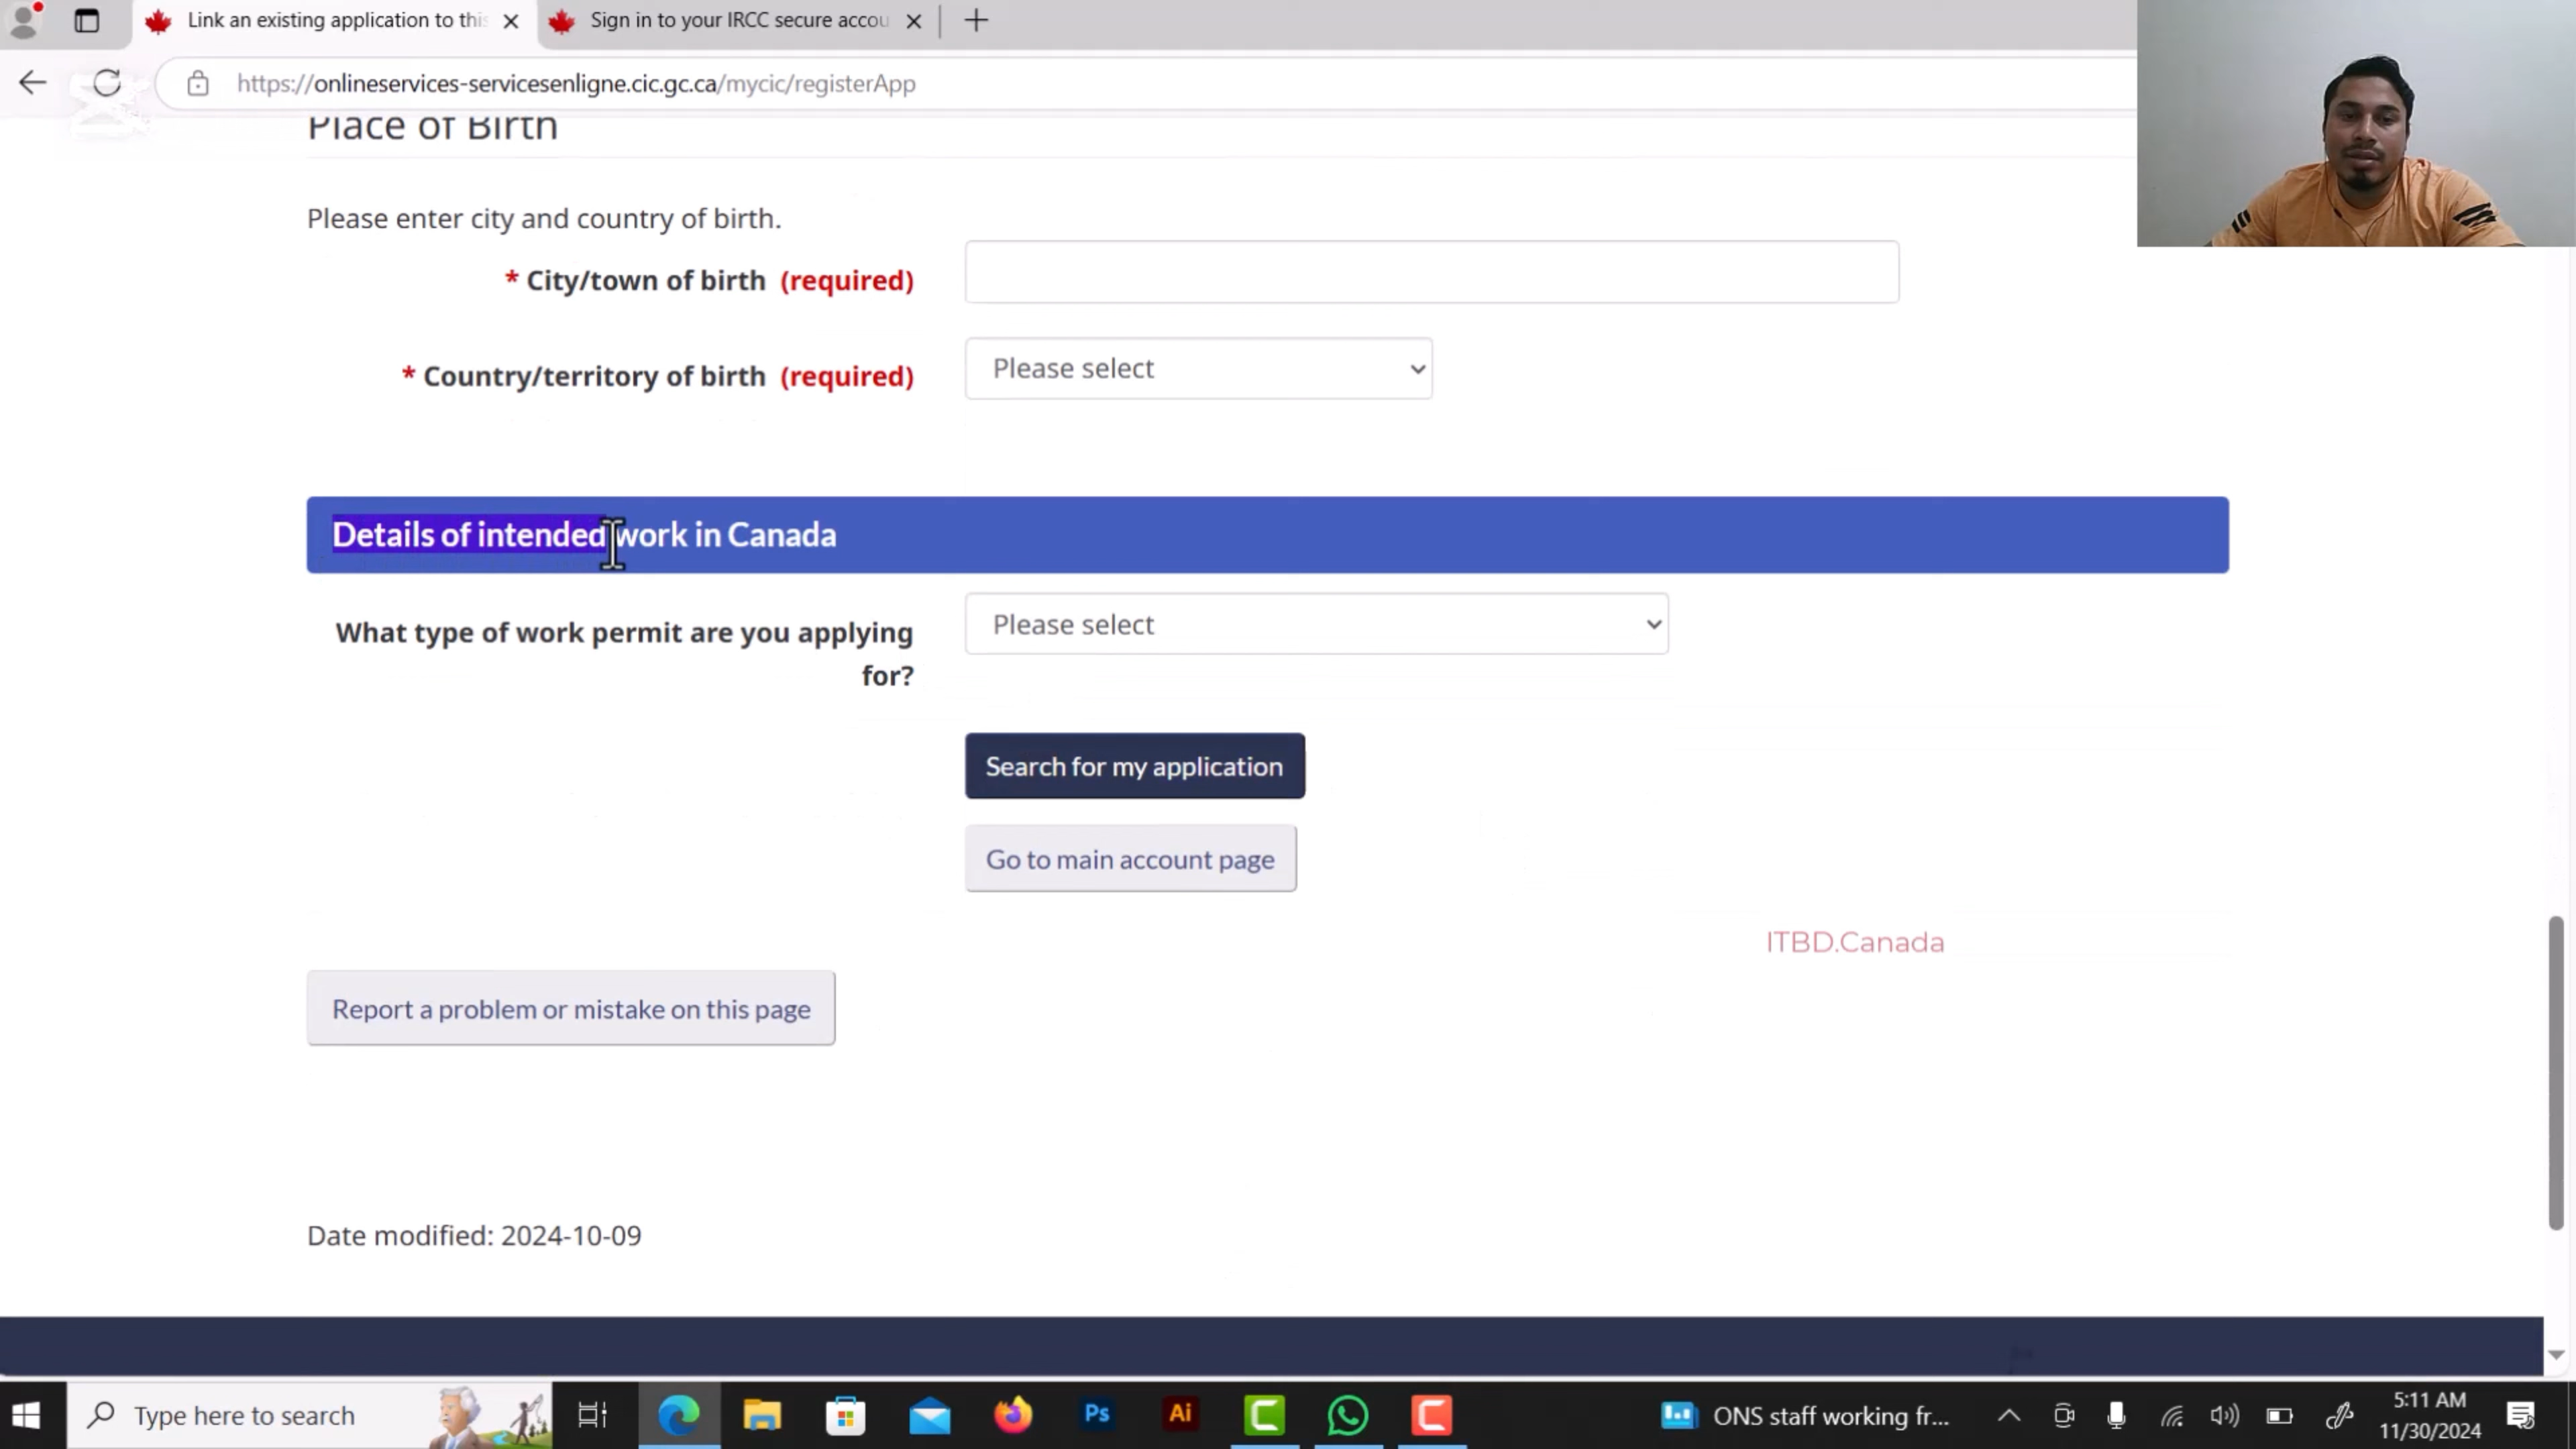 Link an existing application to this
Sign in to your IRCC secure accou
https://onlineservices-servicesenligne.cic.gc.ca/mycic/registerApp
Place of Birth
Please enter city and country of birth.
* City/town of birth (required)
* Country/territory of birth (required)
Please select
Details of intended work in Canada
What type of work permit are you applying
for?
Please select
Search for my application
Go to main account page
ITBD.Canada
Report a problem or mistake on this page
Date modified: 2024-10-09
Type here to search
Ps
Ai
ONS staff working fr...
5:11 AM
11/30/2024